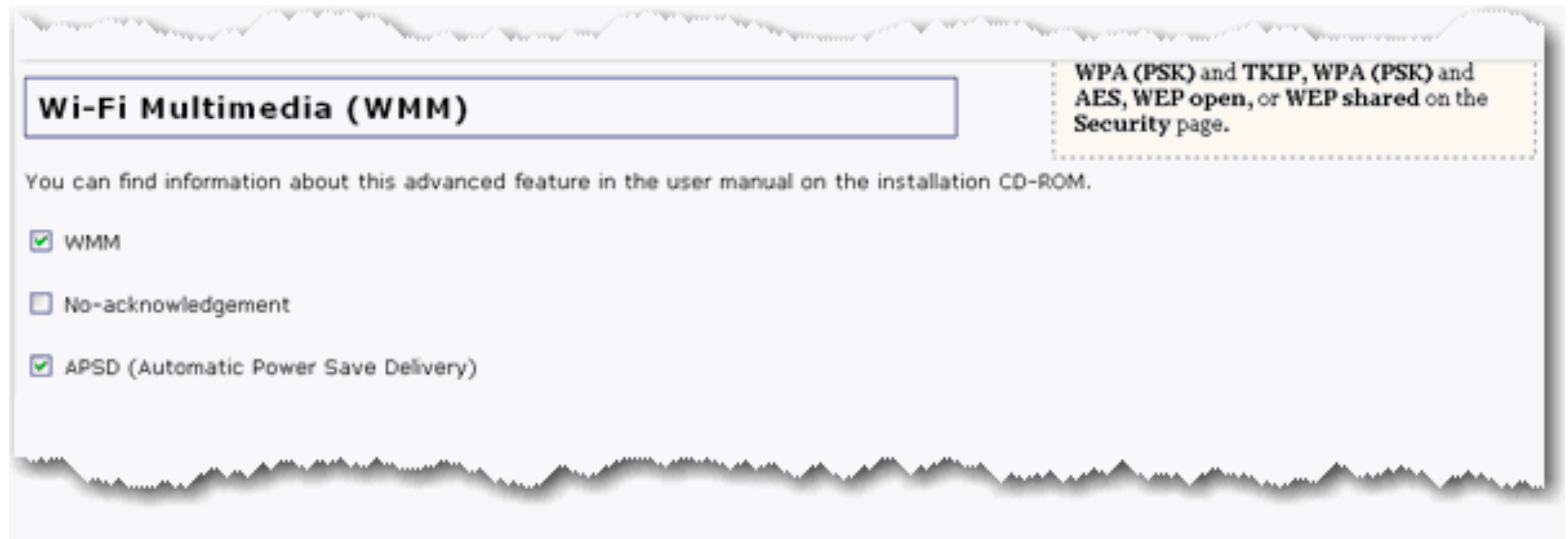 WPA (PSK) and TKIP, WPA (PSK) and
AES, WEP open, or WEP shared on the
Security page.
Wi-Fi Multimedia (WMM)
You can find information about this advanced feature in the user manual on the installation CD-ROM.
WMM
No-acknowledgement
APSD (Automatic Power Save Delivery)